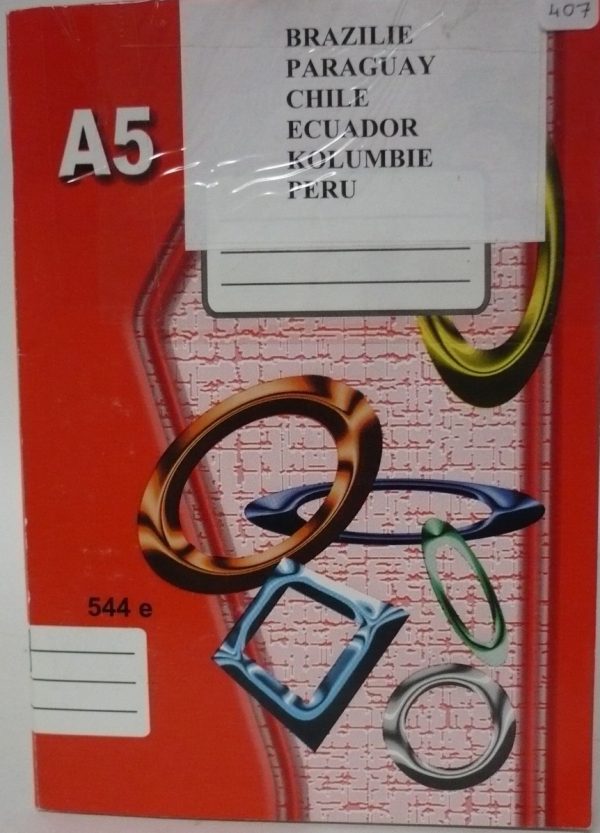 407
BRAZILIE
PARAGUAY
CHILE
ECUADOR
KOLUMBIE
PERU
A5
544 e